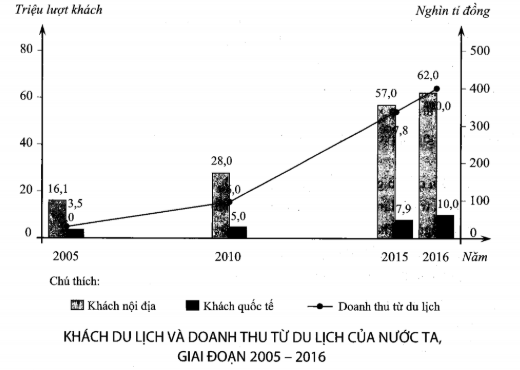 Triệu lượt khách Nghìn tỉ đồng
80 500
60 400
40 300
20 200
0 100
0
16,1 3,5
28,0 5,0
57,0 7,9
62,0 10,0
2005 2010 2015 2016 Năm
Chú thích:
Khách nội địa Khách quốc tế Doanh thu từ du lịch
KHÁCH DU LỊCH VÀ DOANH THU TỪ DU LỊCH CỦA NƯỚC TA,
GIAI ĐOẠN 2005 – 2016